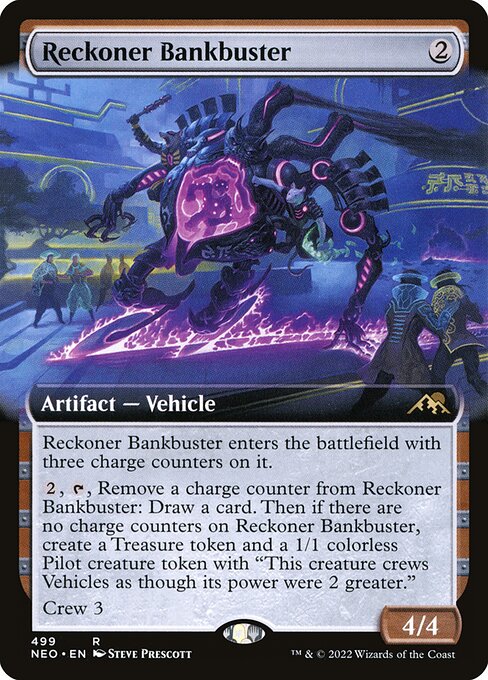 Reckoner Bankbuster 2
Artifact — Vehicle
Reckoner Bankbuster enters the battlefield with
three charge counters on it.
2, , Remove a charge counter from Reckoner
Bankbuster: Draw a card. Then if there are
no charge counters on Reckoner Bankbuster,
create a Treasure token and a 1/1 colorless
Pilot creature token with “This creature crews
Vehicles as though its power were 2 greater.”
Crew 3
4/4
499 R
NEO • EN STEVE PRESCOTT
™ & © 2022 Wizards of the Coast